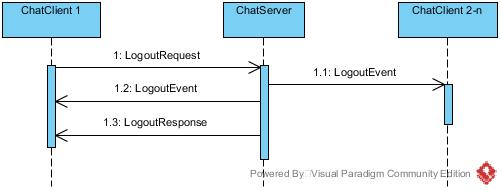 ChatClient 1
ChatServer
ChatClient 2-n
1: LogoutRequest
1.1: LogoutEvent
1.2: LogoutEvent
1.3: LogoutResponse
Powered By Visual Paradigm Community Edition